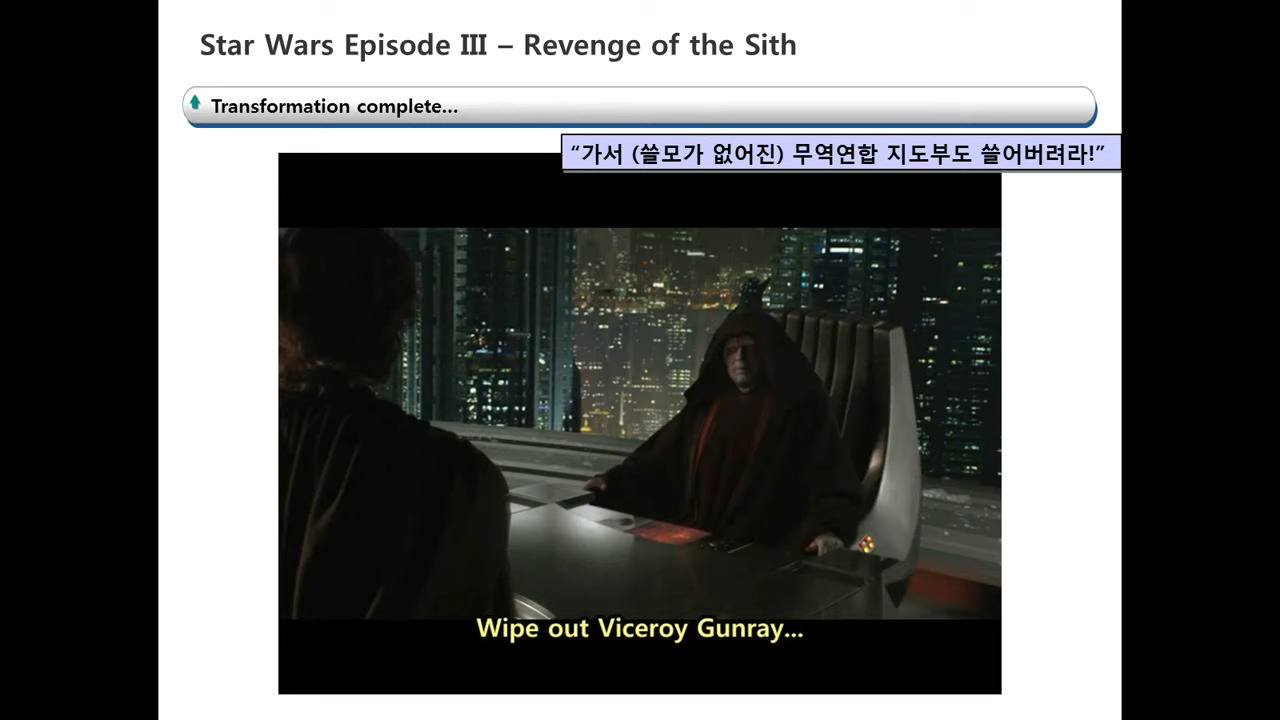 Star Wars Episode III – Revenge of the Sith
Transformation complete...
“가서 (쓸모가 없어진) 무역연합 지도부도 쓸어버려라!”
Wipe out Viceroy Gunray...